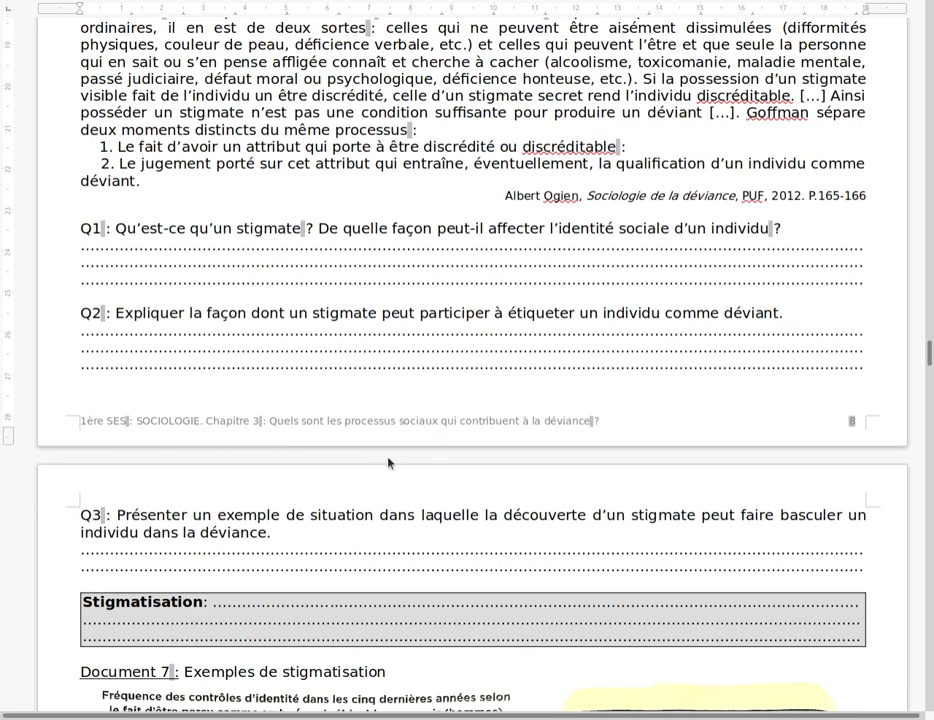 ordinaires, il en est de deux sortes : celles qui ne peuvent être aisément dissimulées (difformités
physiques, couleur de peau, déficience verbale, etc.) et celles qui peuvent l’être et que seule la personne
qui en sait ou s’en pense affligée connaît et cherche à cacher (alcoolisme, toxicomanie, maladie mentale,
passé judiciaire, défaut moral ou psychologique, déficience honteuse, etc.). Si la possession d’un stigmate
visible fait de l’individu un être discrédité, celle d’un stigmate secret rend l’individu discréditable. [...] Ainsi
posséder un stigmate n’est pas une condition suffisante pour produire un déviant [...]. Goffman sépare
deux moments distincts du même processus :
1. Le fait d’avoir un attribut qui porte à être discrédité ou discréditable :
2. Le jugement porté sur cet attribut qui entraîne, éventuellement, la qualification d’un individu comme
déviant.
Albert Ogien, Sociologie de la déviance, PUF, 2012. P.165-166
Q1 : Qu’est-ce qu’un stigmate ? De quelle façon peut-il affecter l’identité sociale d’un individu ?
Q2 : Expliquer la façon dont un stigmate peut participer à étiqueter un individu comme déviant.
1ère SES : SOCIOLOGIE. Chapitre 3 : Quels sont les processus sociaux qui contribuent à la déviance ? 8
Q3 : Présenter un exemple de situation dans laquelle la découverte d’un stigmate peut faire basculer un
individu dans la déviance.
Stigmatisation:
Document 7 : Exemples de stigmatisation
Fréquence des contrôles d’identité dans les cinq dernières années selon